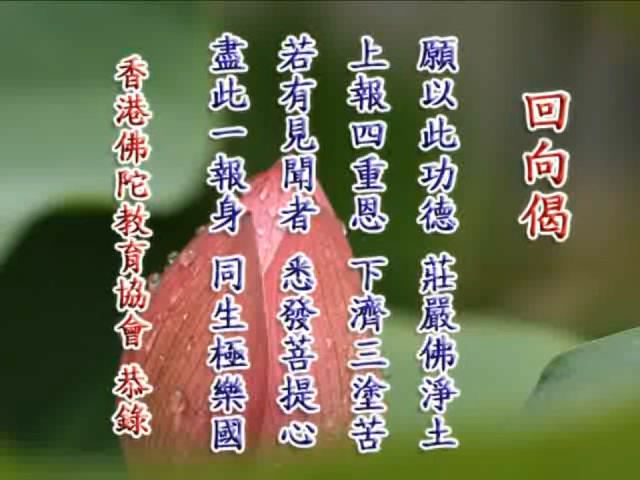 回向偈
願以此功德 莊嚴佛淨土
上報四重恩 下濟三塗苦
若有見聞者 悉發菩提心
盡此一報身 同生極樂國
香港佛陀教育協會 恭錄